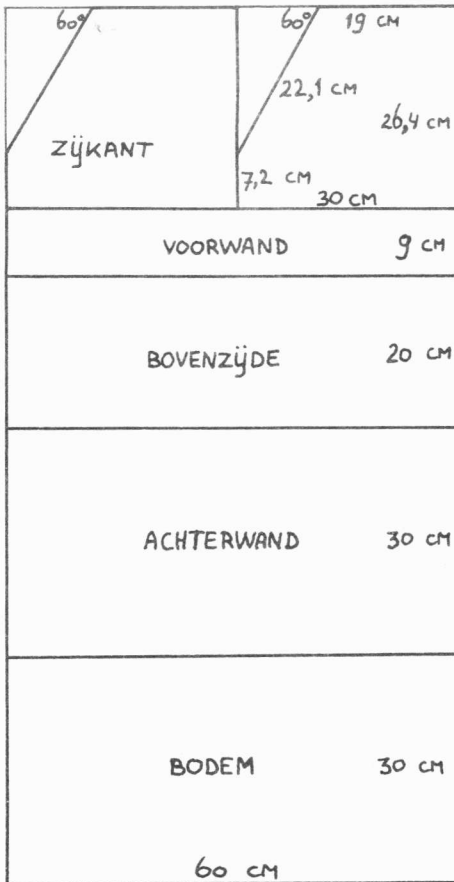 60° 60° 19 CM
22,1 CM
26,4 CM
ZIJKANT
7,2 CM
30 CM
VOORWAND 9 CM
BOVENZIJDE 20 CM
ACHTERWAND 30 CM
BODEM 30 CM
60 CM